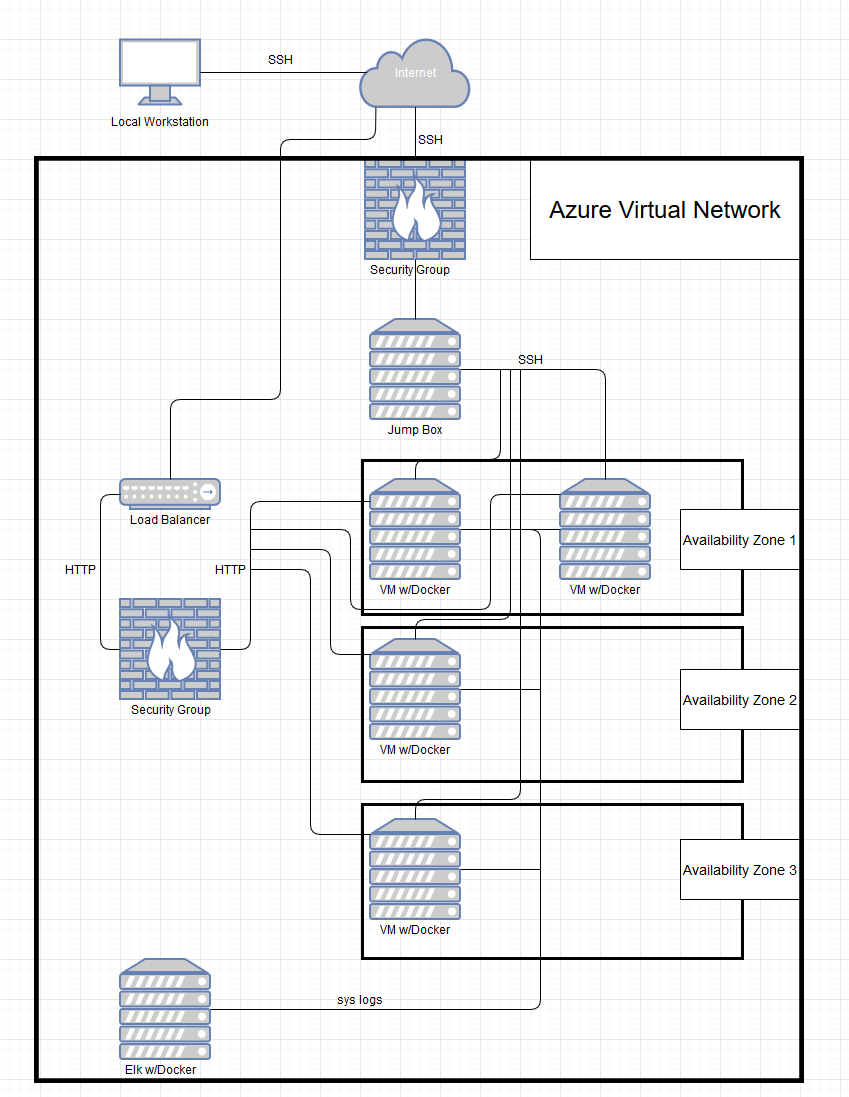 SSH
Internet
Local Workstation
SSH
Azure Virtual Network
Security Group
SSH
Jump Box
Load Balancer
Availability Zone 1
HTTP
HTTP
VM w/Docker
VM w/Docker
Security Group
Availability Zone 2
VM w/Docker
Availability Zone 3
VM w/Docker
sys logs
Elk w/Docker